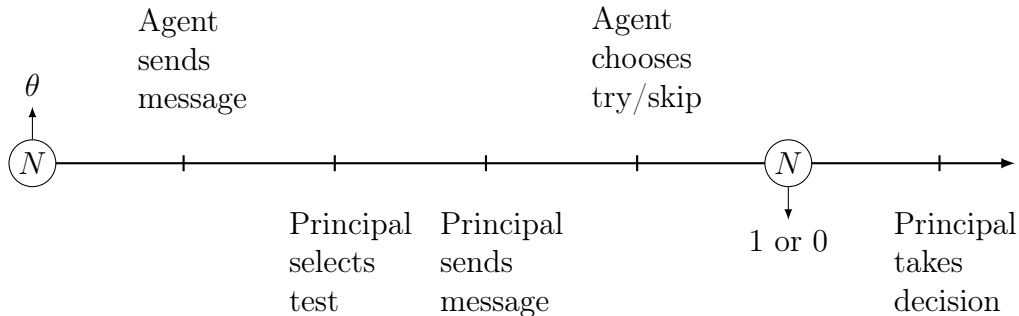 Agent
sends
message
Agent
chooses
try/skip
θ
N
N
Principal
selects
test
Principal
sends
message
1 or 0
Principal
takes
decision